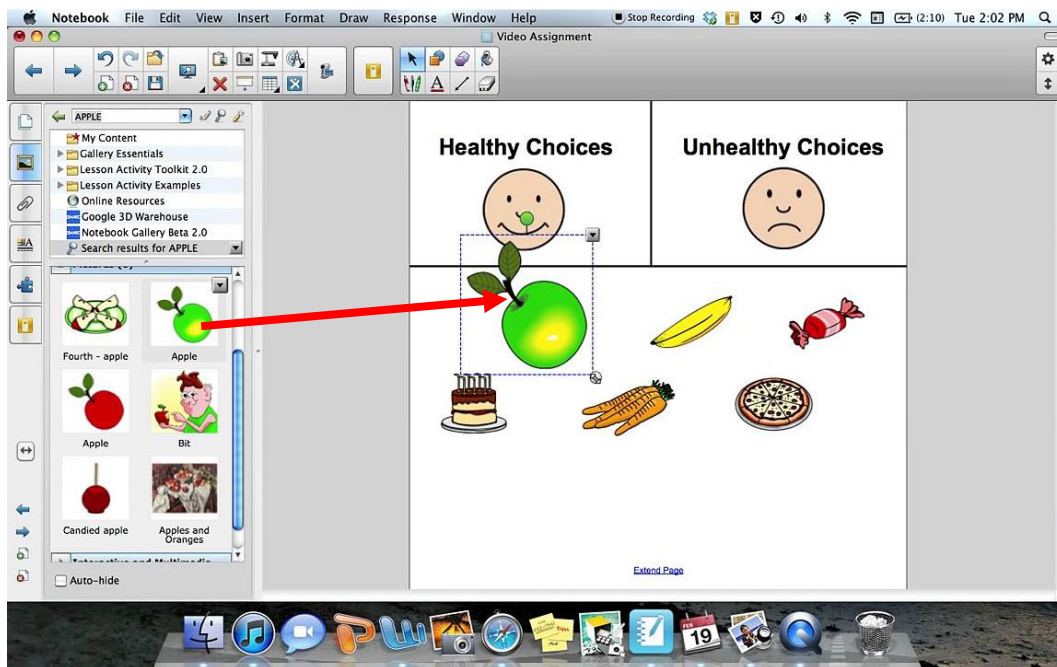 Notebook File Edit View Insert Format Draw Response Window Help Stop Recording (2:10) Tue 2:02 PM
Video Assignment
APPLE
My Content
Gallery Essentials
Lesson Activity Toolkit 2.0
Lesson Activity Examples
Online Resources
Google 3D Warehouse
Notebook Gallery Beta 2.0
Search results for APPLE
Fourth - apple
Apple
Apple
Bit
Candied apple
Apples and
Oranges
Auto-hide
Healthy Choices
Unhealthy Choices
Extend Page
19